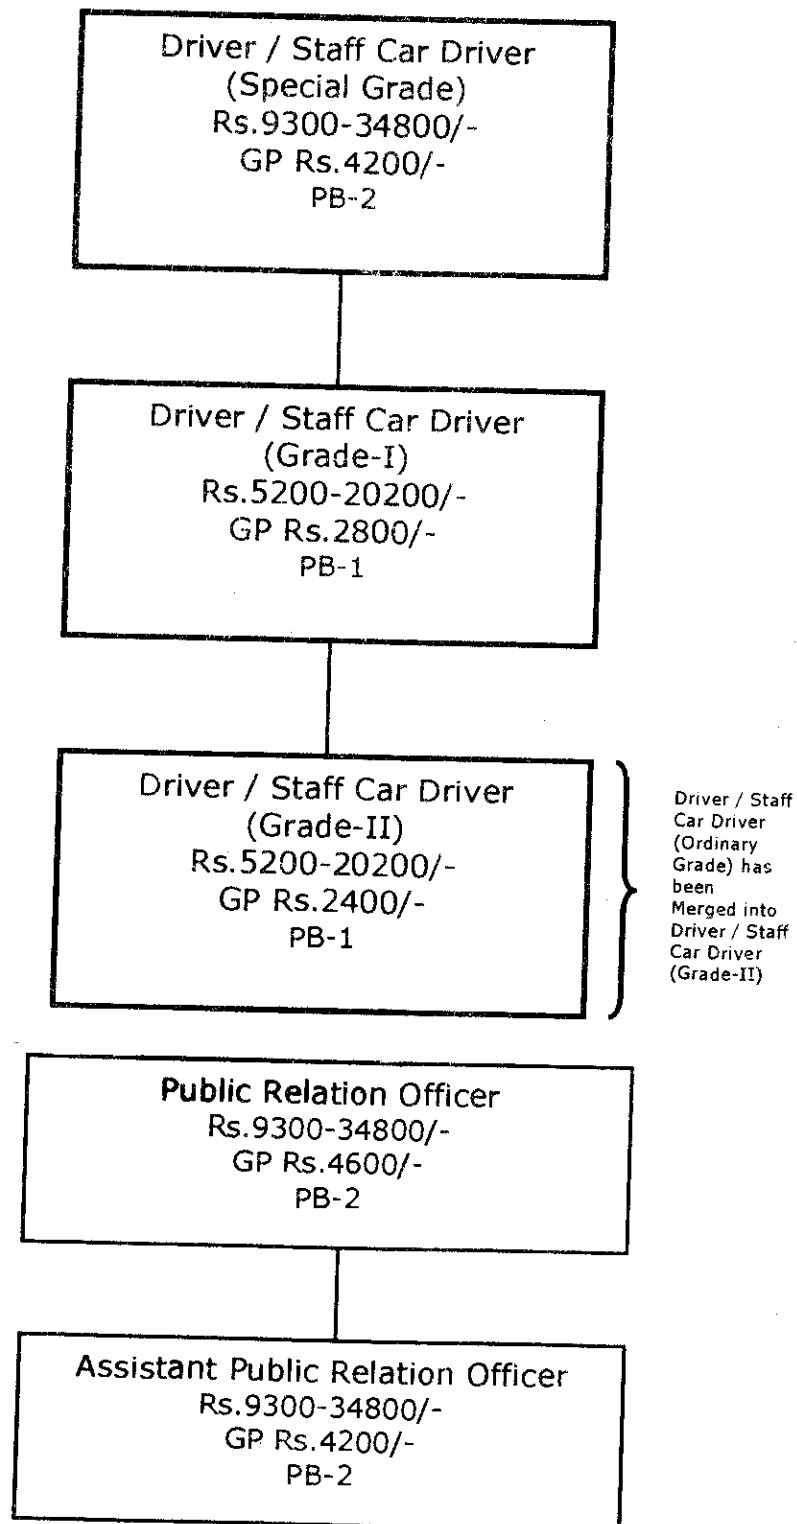 Driver / Staff Car Driver
(Special Grade)
Rs.9300-34800/-
GP Rs.4200/-
PB-2
Driver / Staff Car Driver
(Grade-I)
Rs.5200-20200/-
GP Rs.2800/-
PB-1
Driver / Staff Car Driver
(Grade-II)
Rs.5200-20200/-
GP Rs.2400/-
PB-1
Driver / Staff
Car Driver
(Ordinary
Grade) has
been
Merged into
Driver / Staff
Car Driver
(Grade-II)
Public Relation Officer
Rs.9300-34800/-
GP Rs.4600/-
PB-2
Assistant Public Relation Officer
Rs.9300-34800/-
GP Rs.4200/-
PB-2